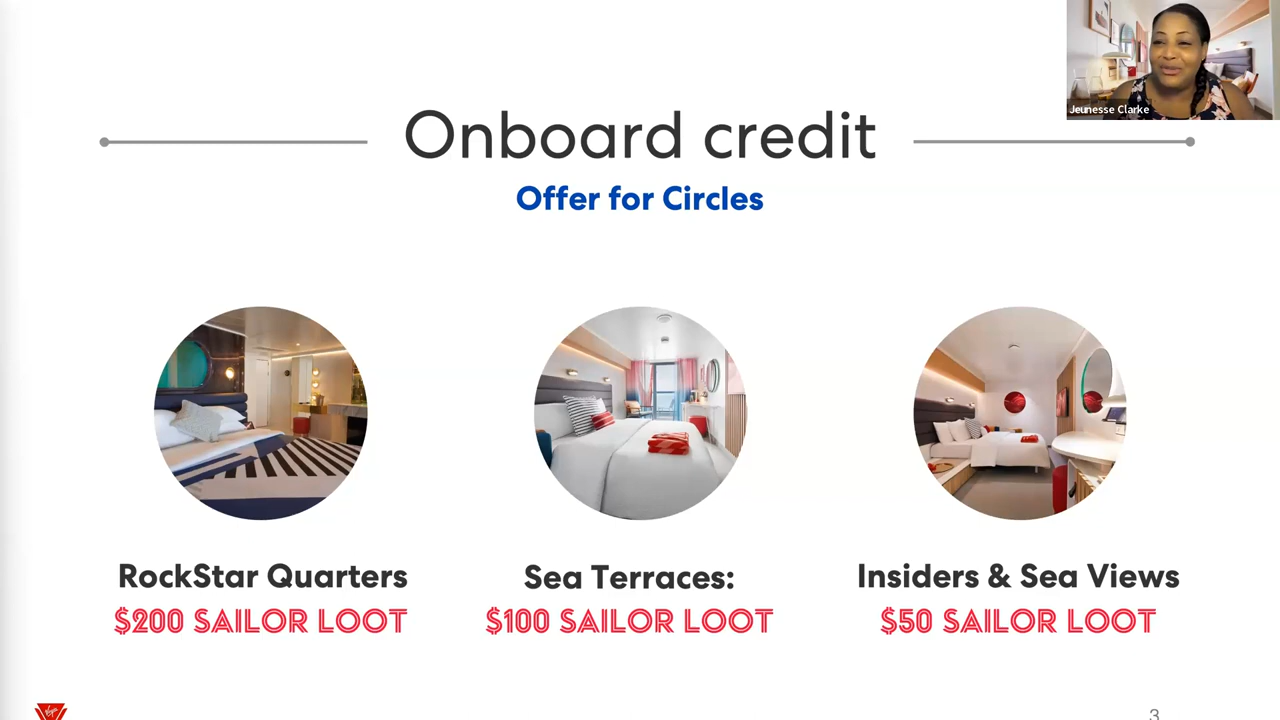 Jeunesse Clarke
Onboard credit
Offer for Circles
RockStar Quarters
$200 SAILOR LOOT
Sea Terraces:
$100 SAILOR LOOT
Insiders & Sea Views
$50 SAILOR LOOT
Virgin
3